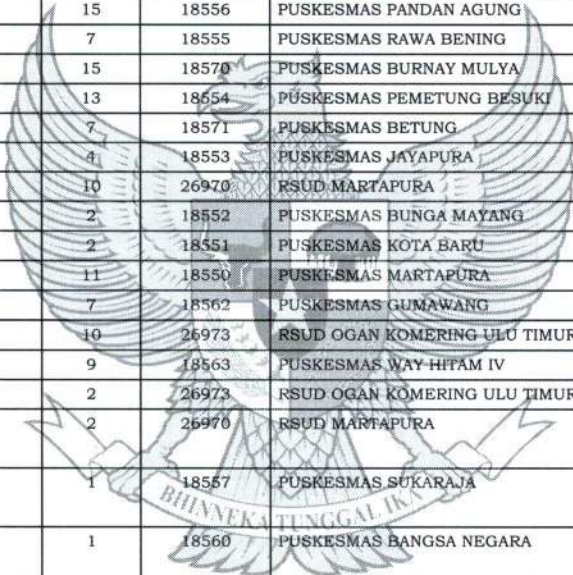 15 18556 PUSKESMAS PANDAN AGUNG
7 18555 PUSKESMAS RAWA BENING
15 18570 PUSKESMAS BURNAY MULYA
13 18554 PUSKESMAS PEMETUNG BESUKI
7 18571 PUSKESMAS BETUNG
4 18553 PUSKESMAS JAYAPURA
10 26970 RSUD MARTAPURA
2 18552 PUSKESMAS BUNGA MAYANG
2 18551 PUSKESMAS KOTA BARU
11 18550 PUSKESMAS MARTAPURA
7 18562 PUSKESMAS GUMAWANG
10 26973 RSUD OGAN KOMERING ULU TIMUR
9 18563 PUSKESMAS WAY HITAM IV
2 26973 RSUD OGAN KOMERING ULU TIMUR
2 26970 RSUD MARTAPURA
1 18557 PUSKESMAS SUKARAJA
BHINNEKA TUNGGAL IKA
1 18560 PUSKESMAS BANGSA NEGARA